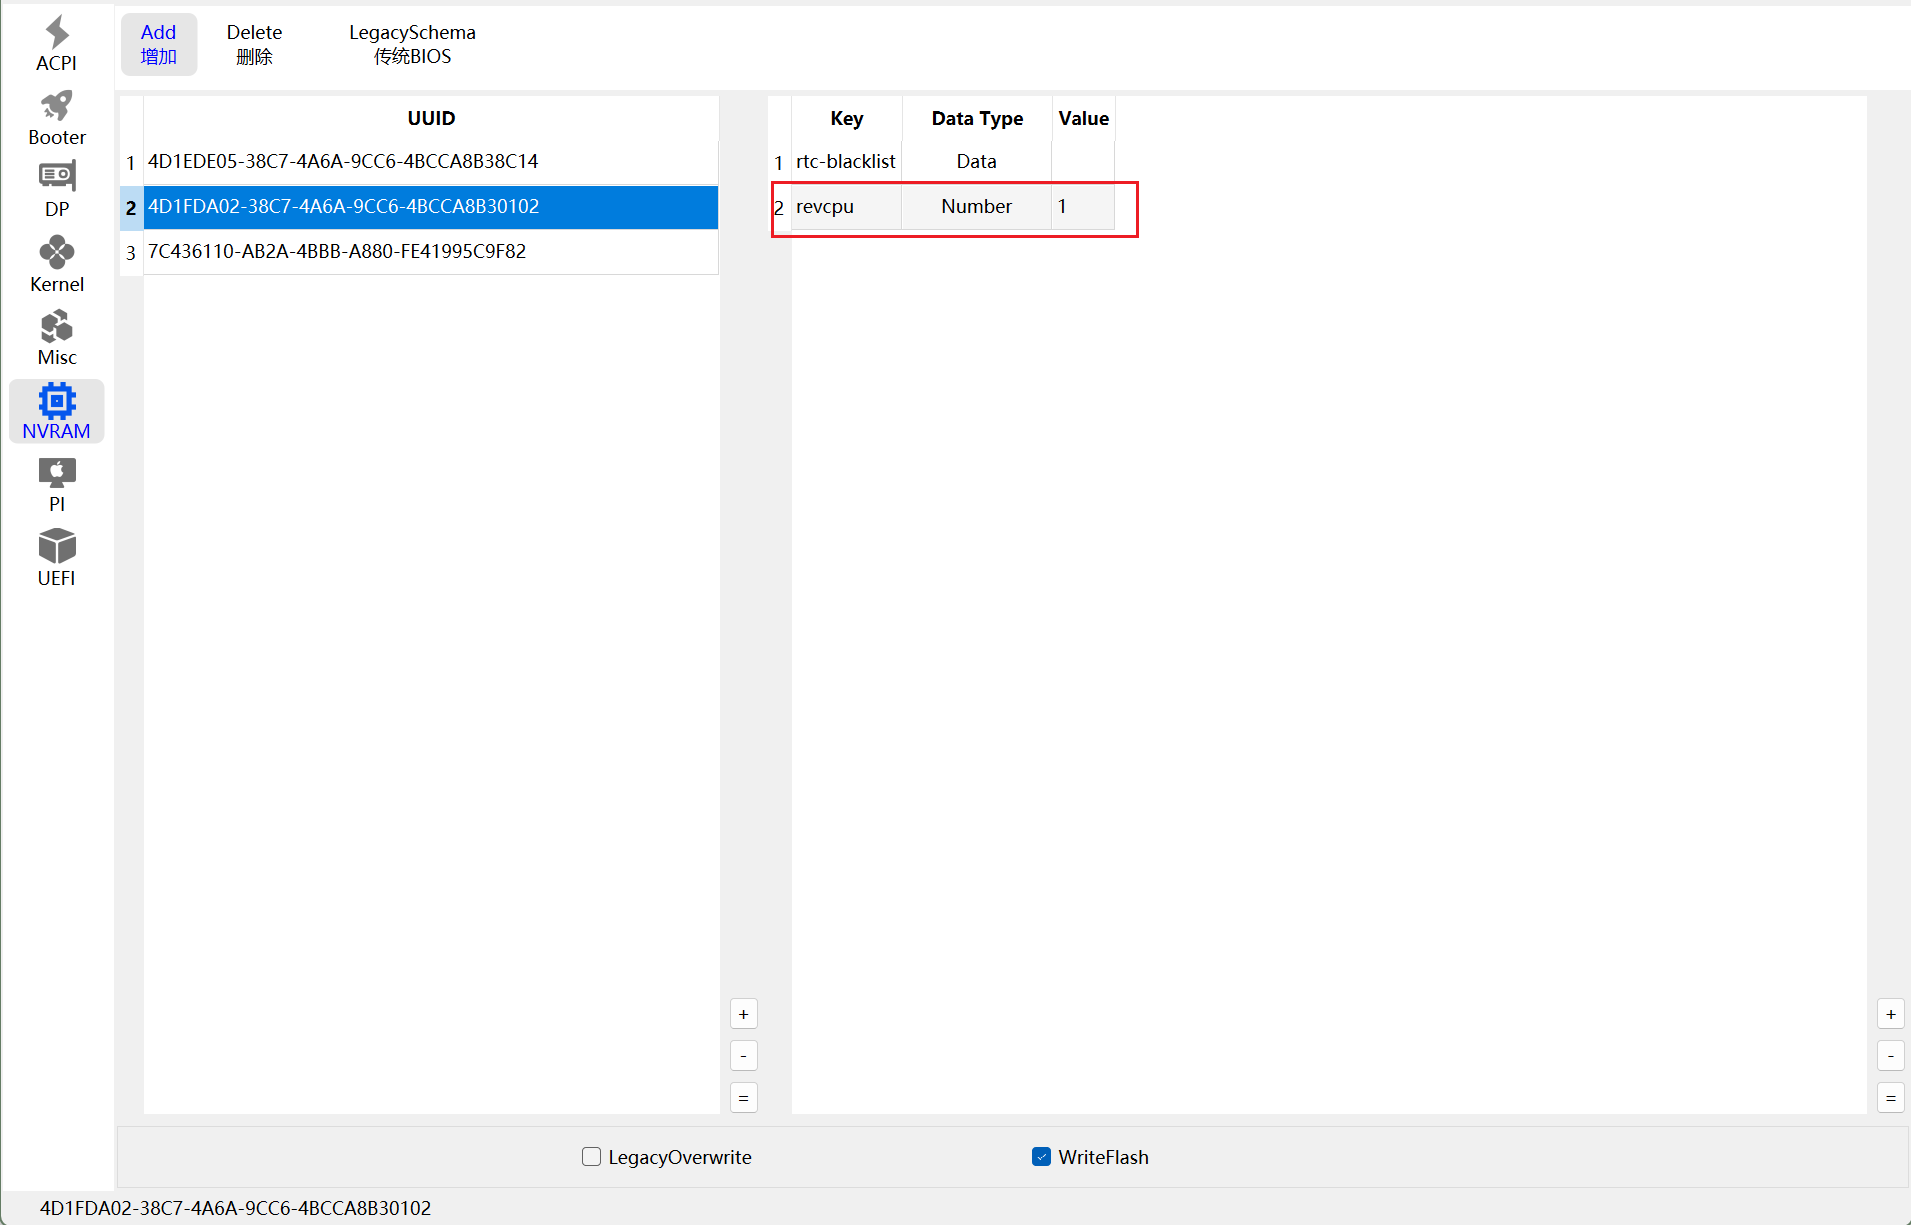 ACPI
Booter
DP
Kernel
Misc
NVRAM
PI
UEFI
Add
增加
Delete
删除
LegacySchema
传统BIOS
UUID
1 4D1EDE05-38C7-4A6A-9CC6-4BCCA8B38C14
2 4D1FDA02-38C7-4A6A-9CC6-4BCCA8B30102
3 7C436110-AB2A-4BBB-A880-FE41995C9F82
+
-
=
Key Data Type Value
1 rtc-blacklist Data
2 revcpu Number 1
+
-
=
LegacyOverwrite
WriteFlash
4D1FDA02-38C7-4A6A-9CC6-4BCCA8B30102